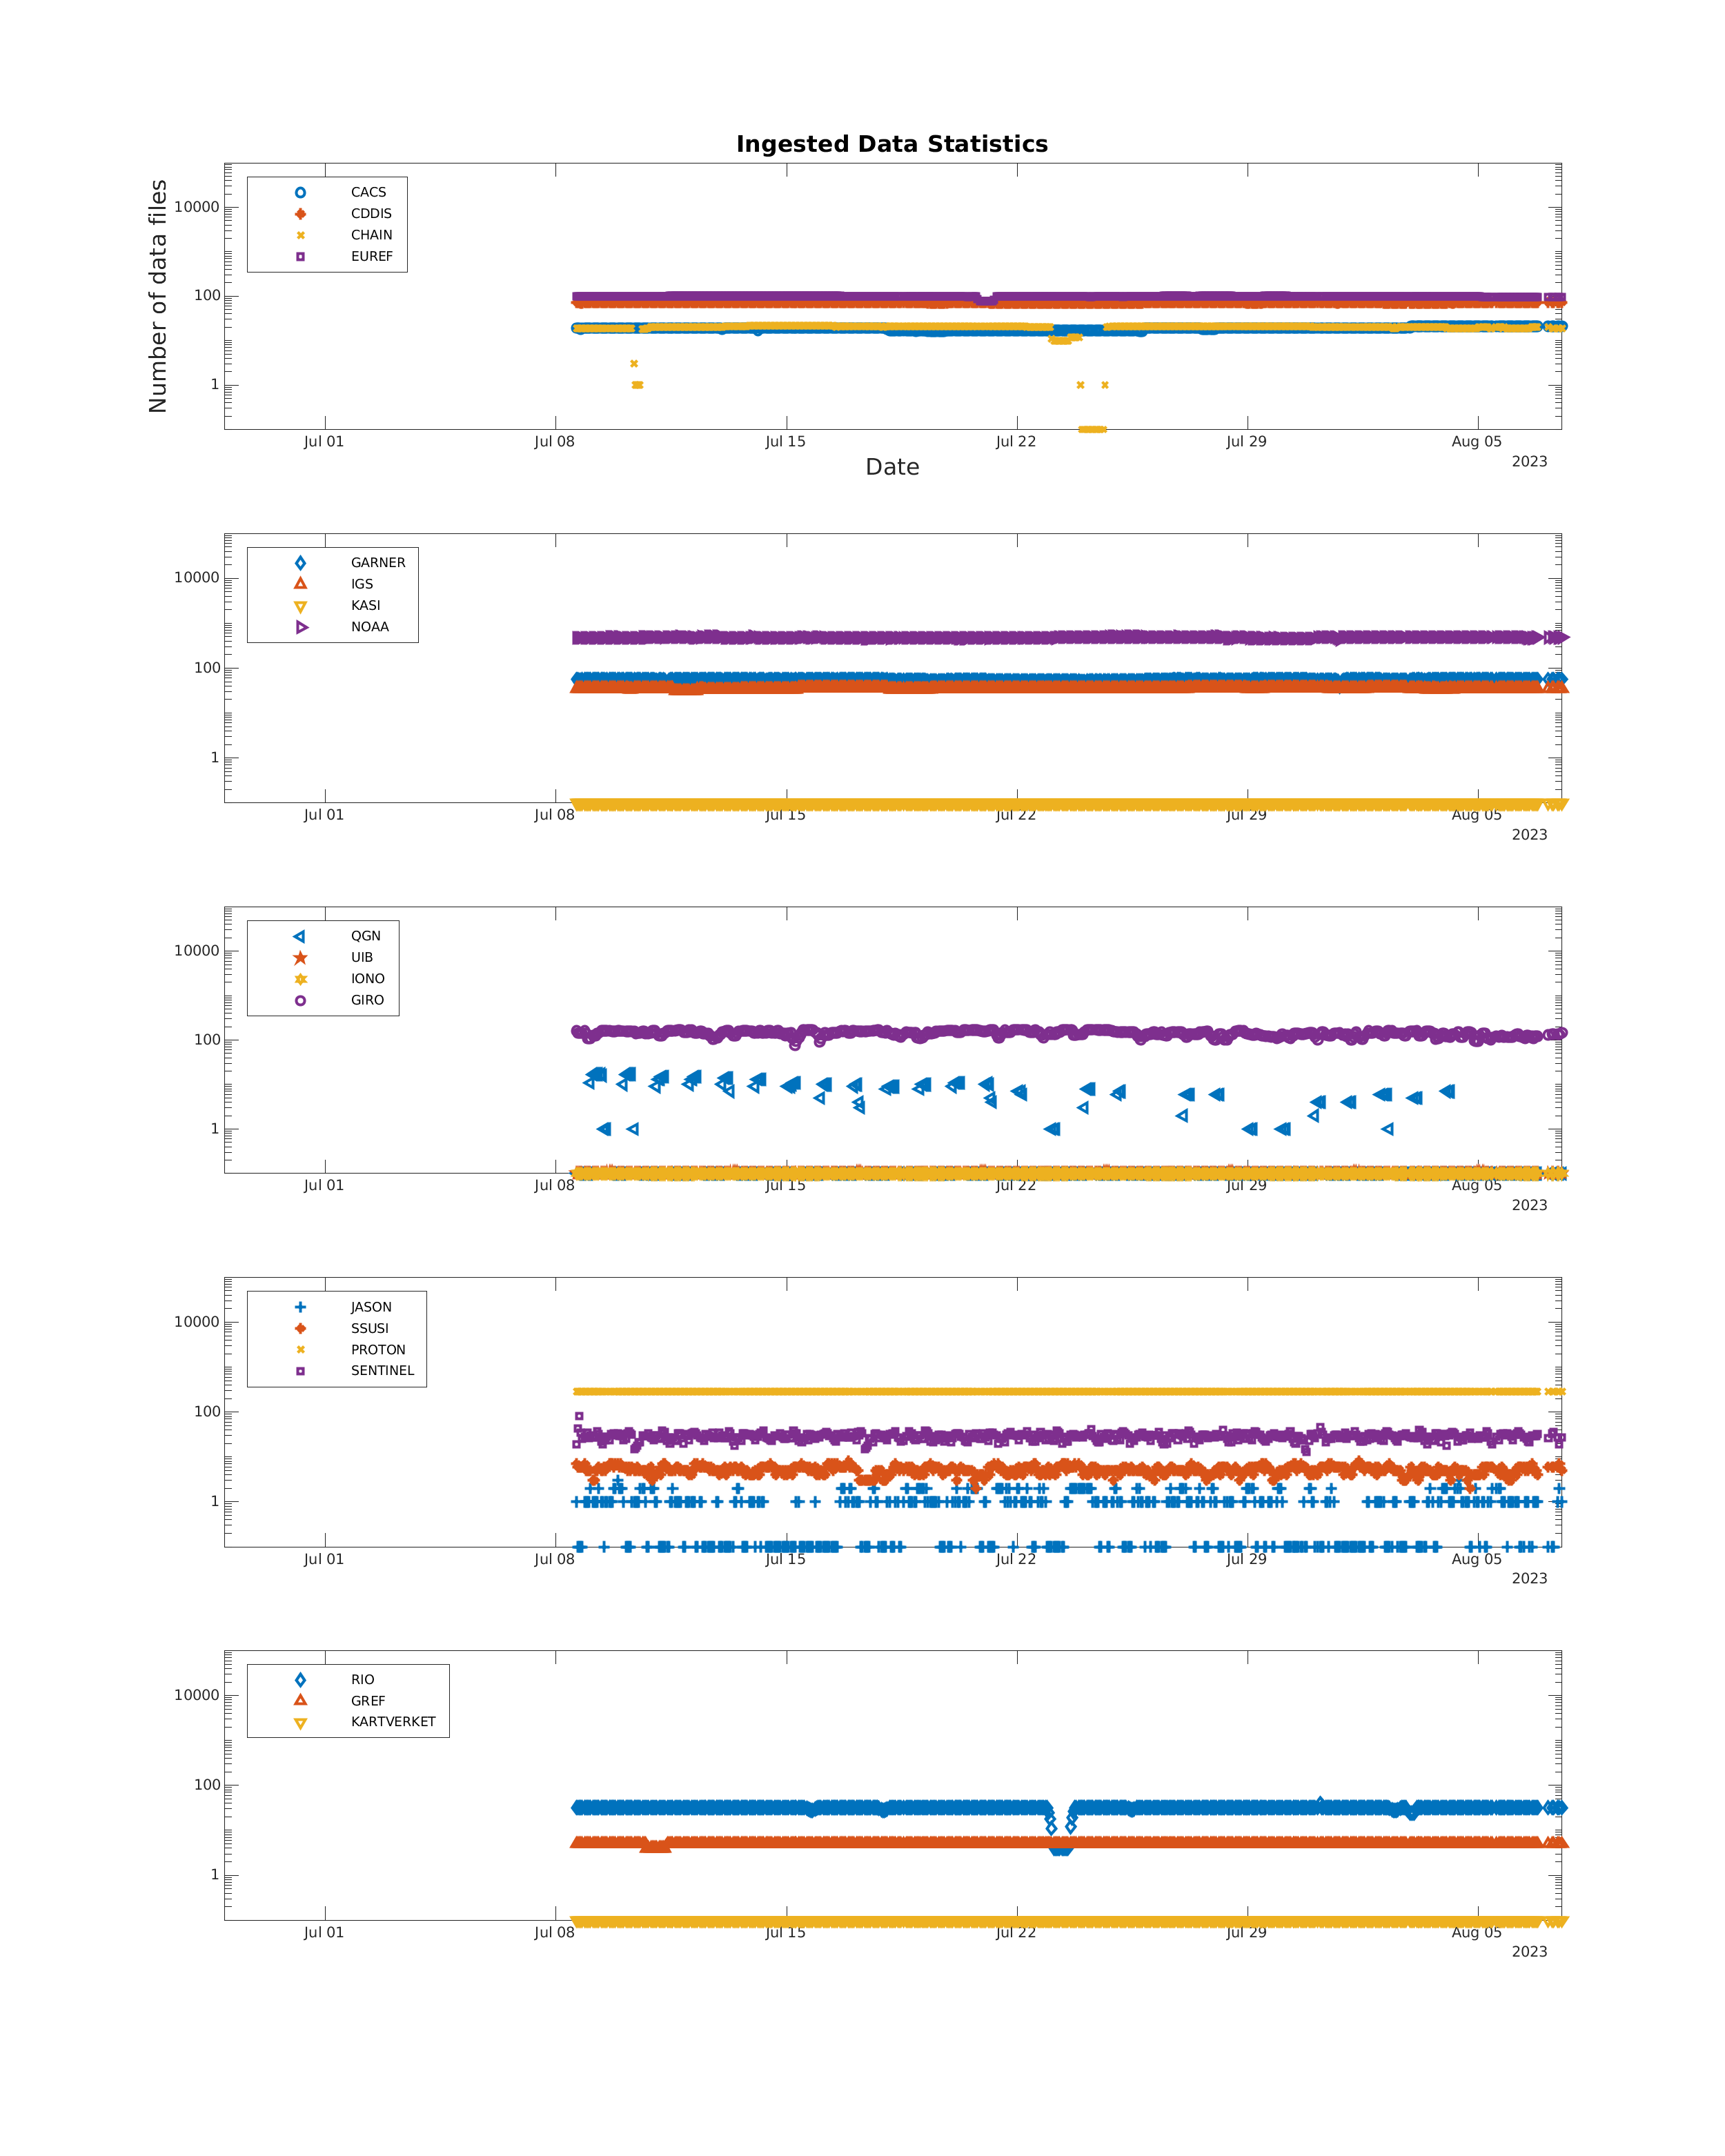 Ingested Data Statistics
Number of data files
CACS
CDDIS
CHAIN
EUREF
10000
100
1
Jul 01 Jul 08 Jul 15 Jul 22 Jul 29 Aug 05
2023
Date
GARNER
IGS
KASI
NOAA
10000
100
1
Jul 01 Jul 08 Jul 15 Jul 22 Jul 29 Aug 05
2023
QGN
UIB
IONO
GIRO
10000
100
1
Jul 01 Jul 08 Jul 15 Jul 22 Jul 29 Aug 05
2023
JASON
SSUSI
PROTON
SENTINEL
10000
100
1
Jul 01 Jul 08 Jul 15 Jul 22 Jul 29 Aug 05
2023
RIO
GREF
KARTVERKET
10000
100
1
Jul 01 Jul 08 Jul 15 Jul 22 Jul 29 Aug 05
2023